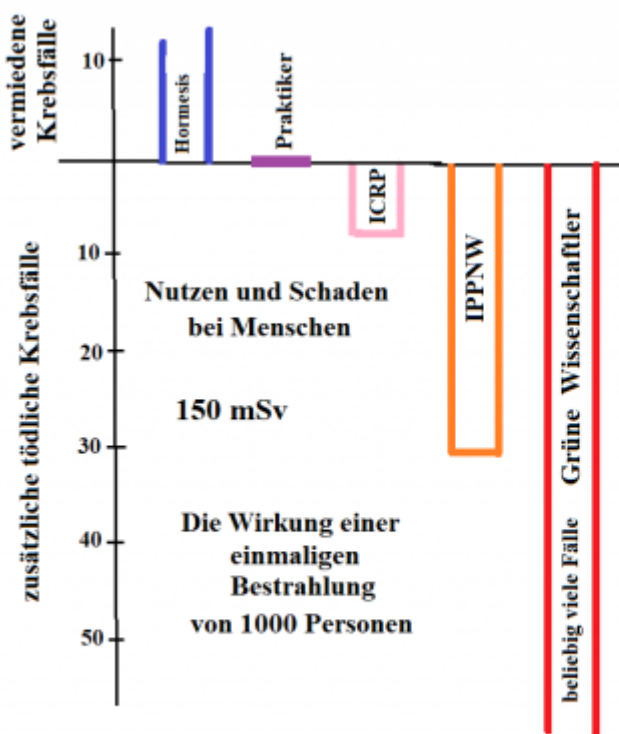 vermiedene
Krebsfälle
10
Hormesis
Praktiker
ICRP
IPPNW
Grüne Wissenschaftler
beliebig viele Fälle
zusätzliche tödliche Krebsfälle
10
20
30
40
50
Nutzen und Schaden
bei Menschen
150 mSv
Die Wirkung einer
einmaligen
Bestrahlung
von 1000 Personen